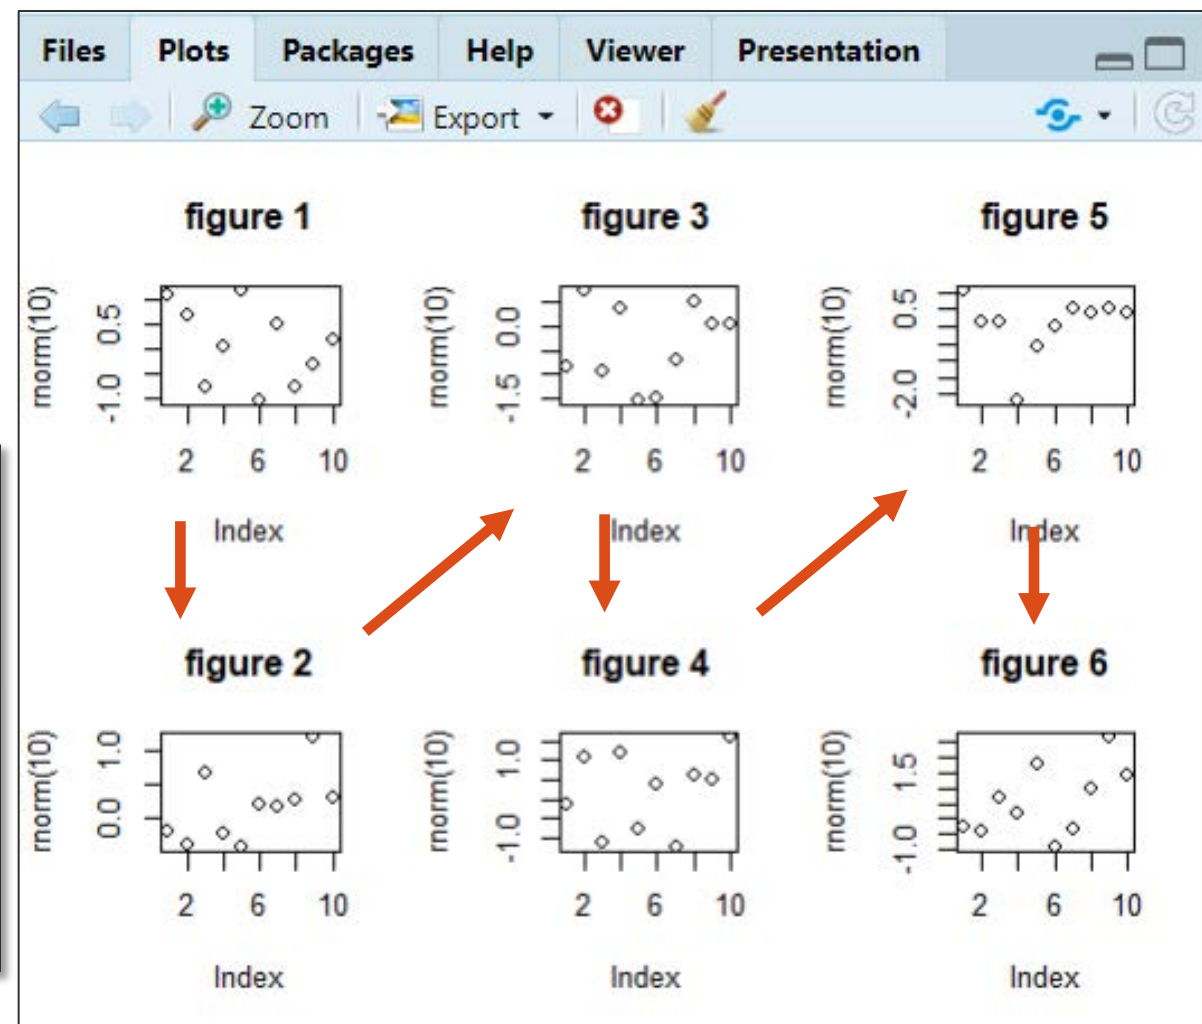 Files Plots Packages Help Viewer Presentation
Zoom Export
figure 1 figure 3 figure 5
rnorm(10) 0.5 -1.0 rnorm(10) 0.0 -1.5 rnorm(10) 0.5 -2.0
2 6 10 2 6 10 2 6 10
Index Index Index
figure 2 figure 4 figure 6
rnorm(10) 1.0 0.0 rnorm(10) 1.0 -1.0 rnorm(10) 1.5 -1.0
2 6 10 2 6 10 2 6 10
Index Index Index